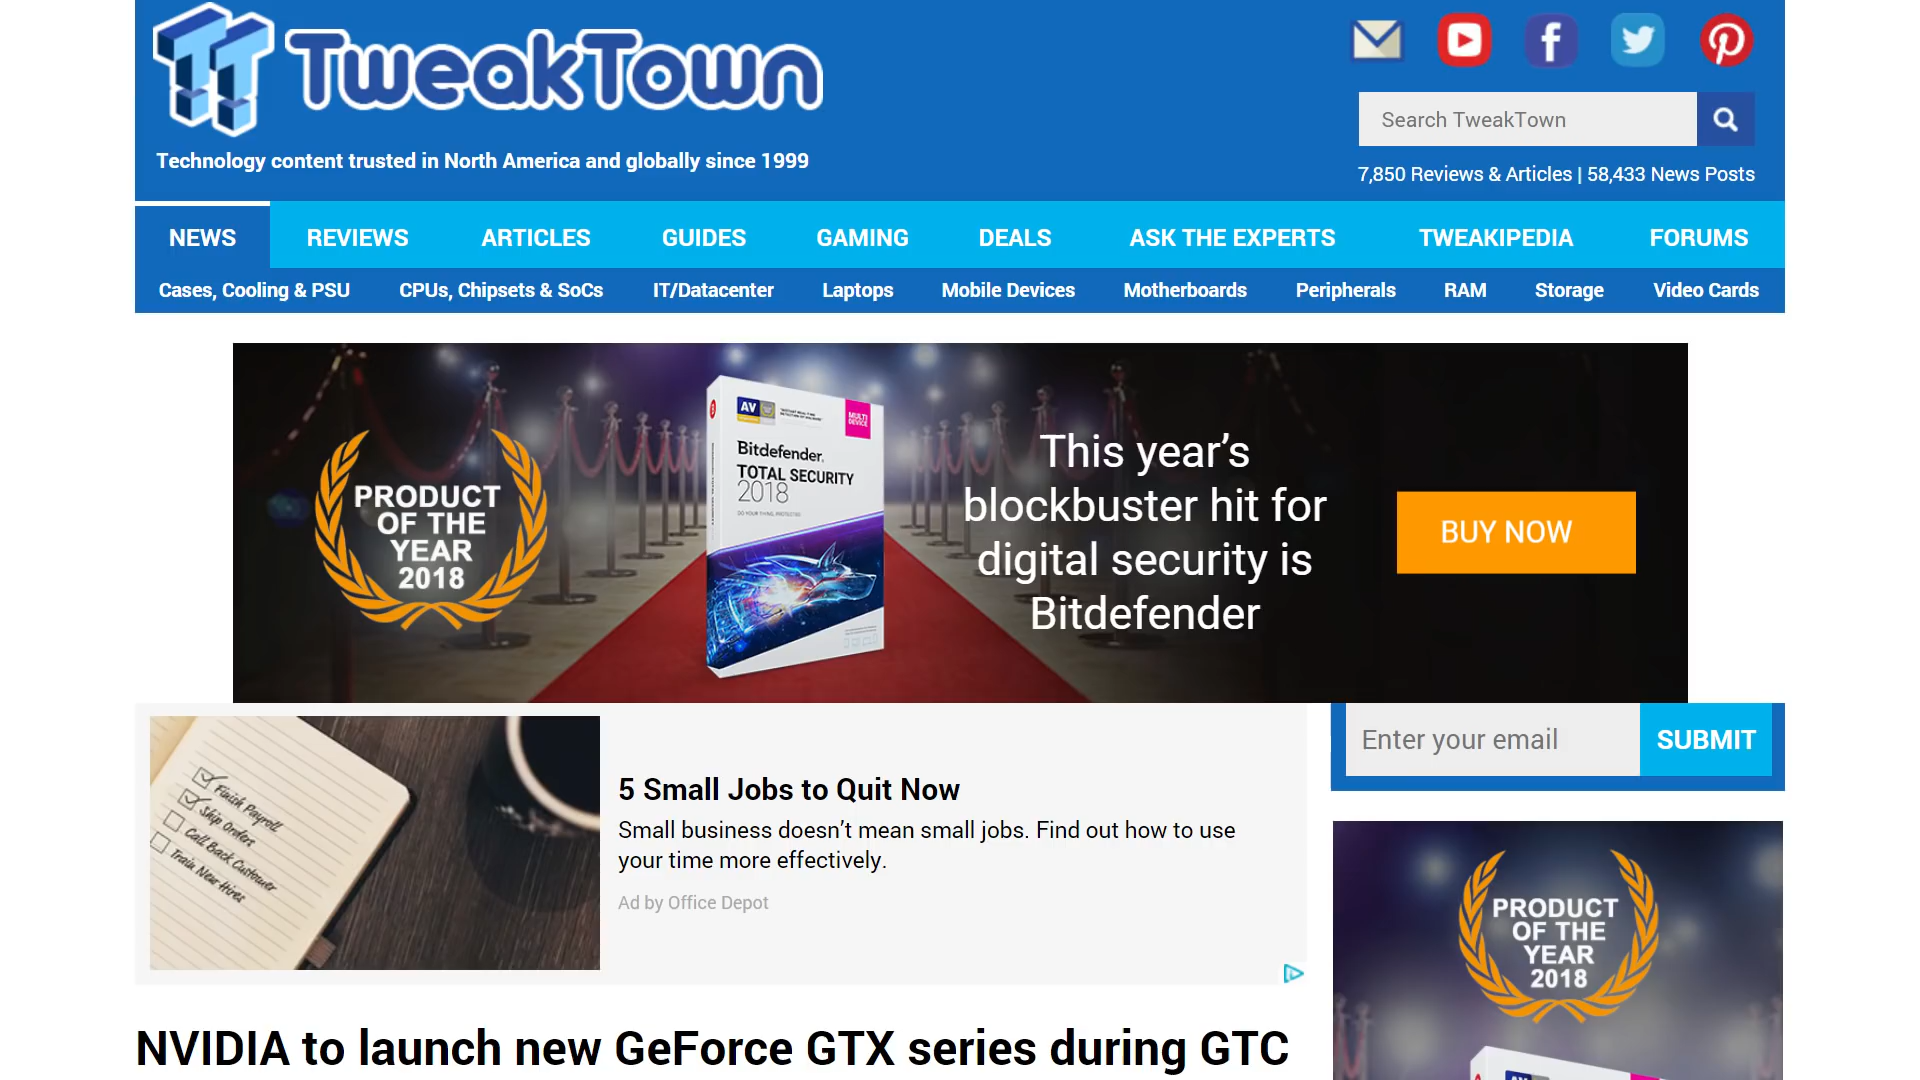 TweakTown
Technology content trusted in North America and globally since 1999
Search TweakTown
7,850 Reviews & Articles | 58,433 News Posts
NEWS REVIEWS ARTICLES GUIDES GAMING DEALS ASK THE EXPERTS TWEAKIPEDIA FORUMS
Cases, Cooling & PSU CPUs, Chipsets & SoCs IT/Datacenter Laptops Mobile Devices Motherboards Peripherals RAM Storage Video Cards
PRODUCT
OF THE
YEAR
2018
AV
MULTI
DEVICE
Bitdefender
TOTAL SECURITY
2018
This year's
blockbuster hit for
digital security is
Bitdefender
BUY NOW
Finish Payroll
Ship Orders
Call Back Customer
Train New Hires
5 Small Jobs to Quit Now
Small business doesn't mean small jobs. Find out how to use
your time more effectively.
Ad by Office Depot
Enter your email SUBMIT
PRODUCT
OF THE
YEAR
2018
NVIDIA to launch new GeForce GTX series during GTC